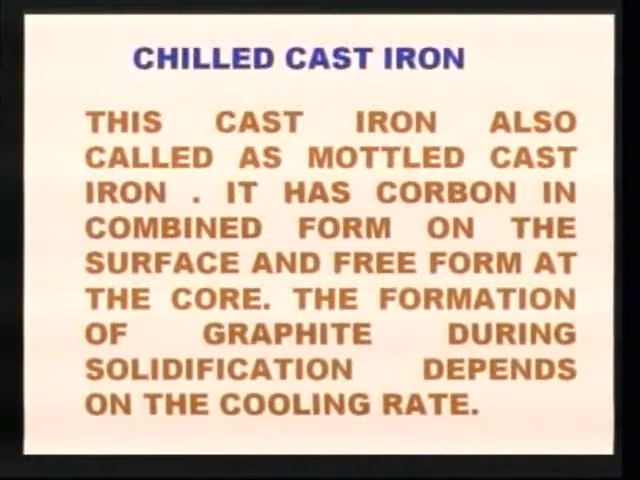 CHILLED CAST IRON
THIS CAST IRON ALSO
CALLED AS MOTTLED CAST
IRON . IT HAS CORBON IN
COMBINED FORM ON THE
SURFACE AND FREE FORM AT
THE CORE. THE FORMATION
OF GRAPHITE DURING
SOLIDIFICATION DEPENDS
ON THE COOLING RATE.